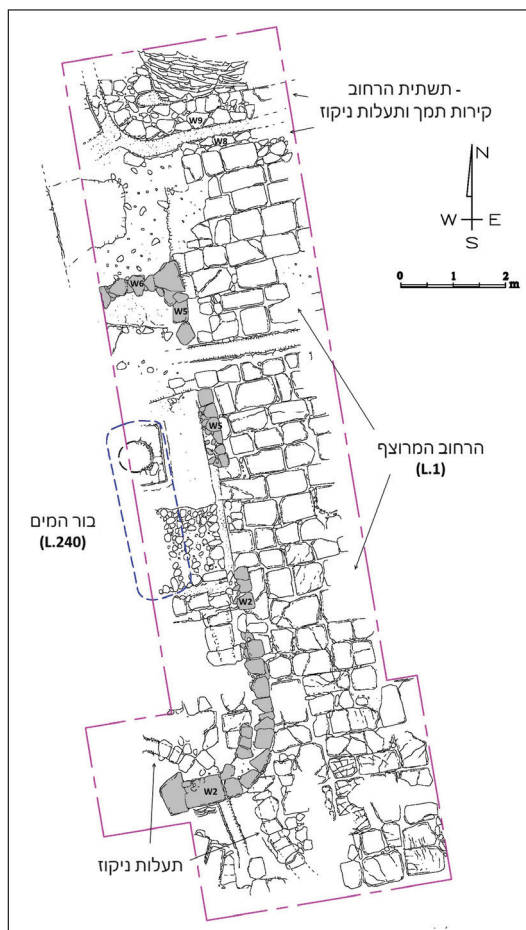 תשתית הרחוב -
קירות תמך ותעלות ניקוז
W9
W8
N
W E
S
0 1 2
m
W6
W5
W5
הרחוב המרוצף
(L.1)
בור המים
(L.240)
W2
W2
תעלות ניקוז